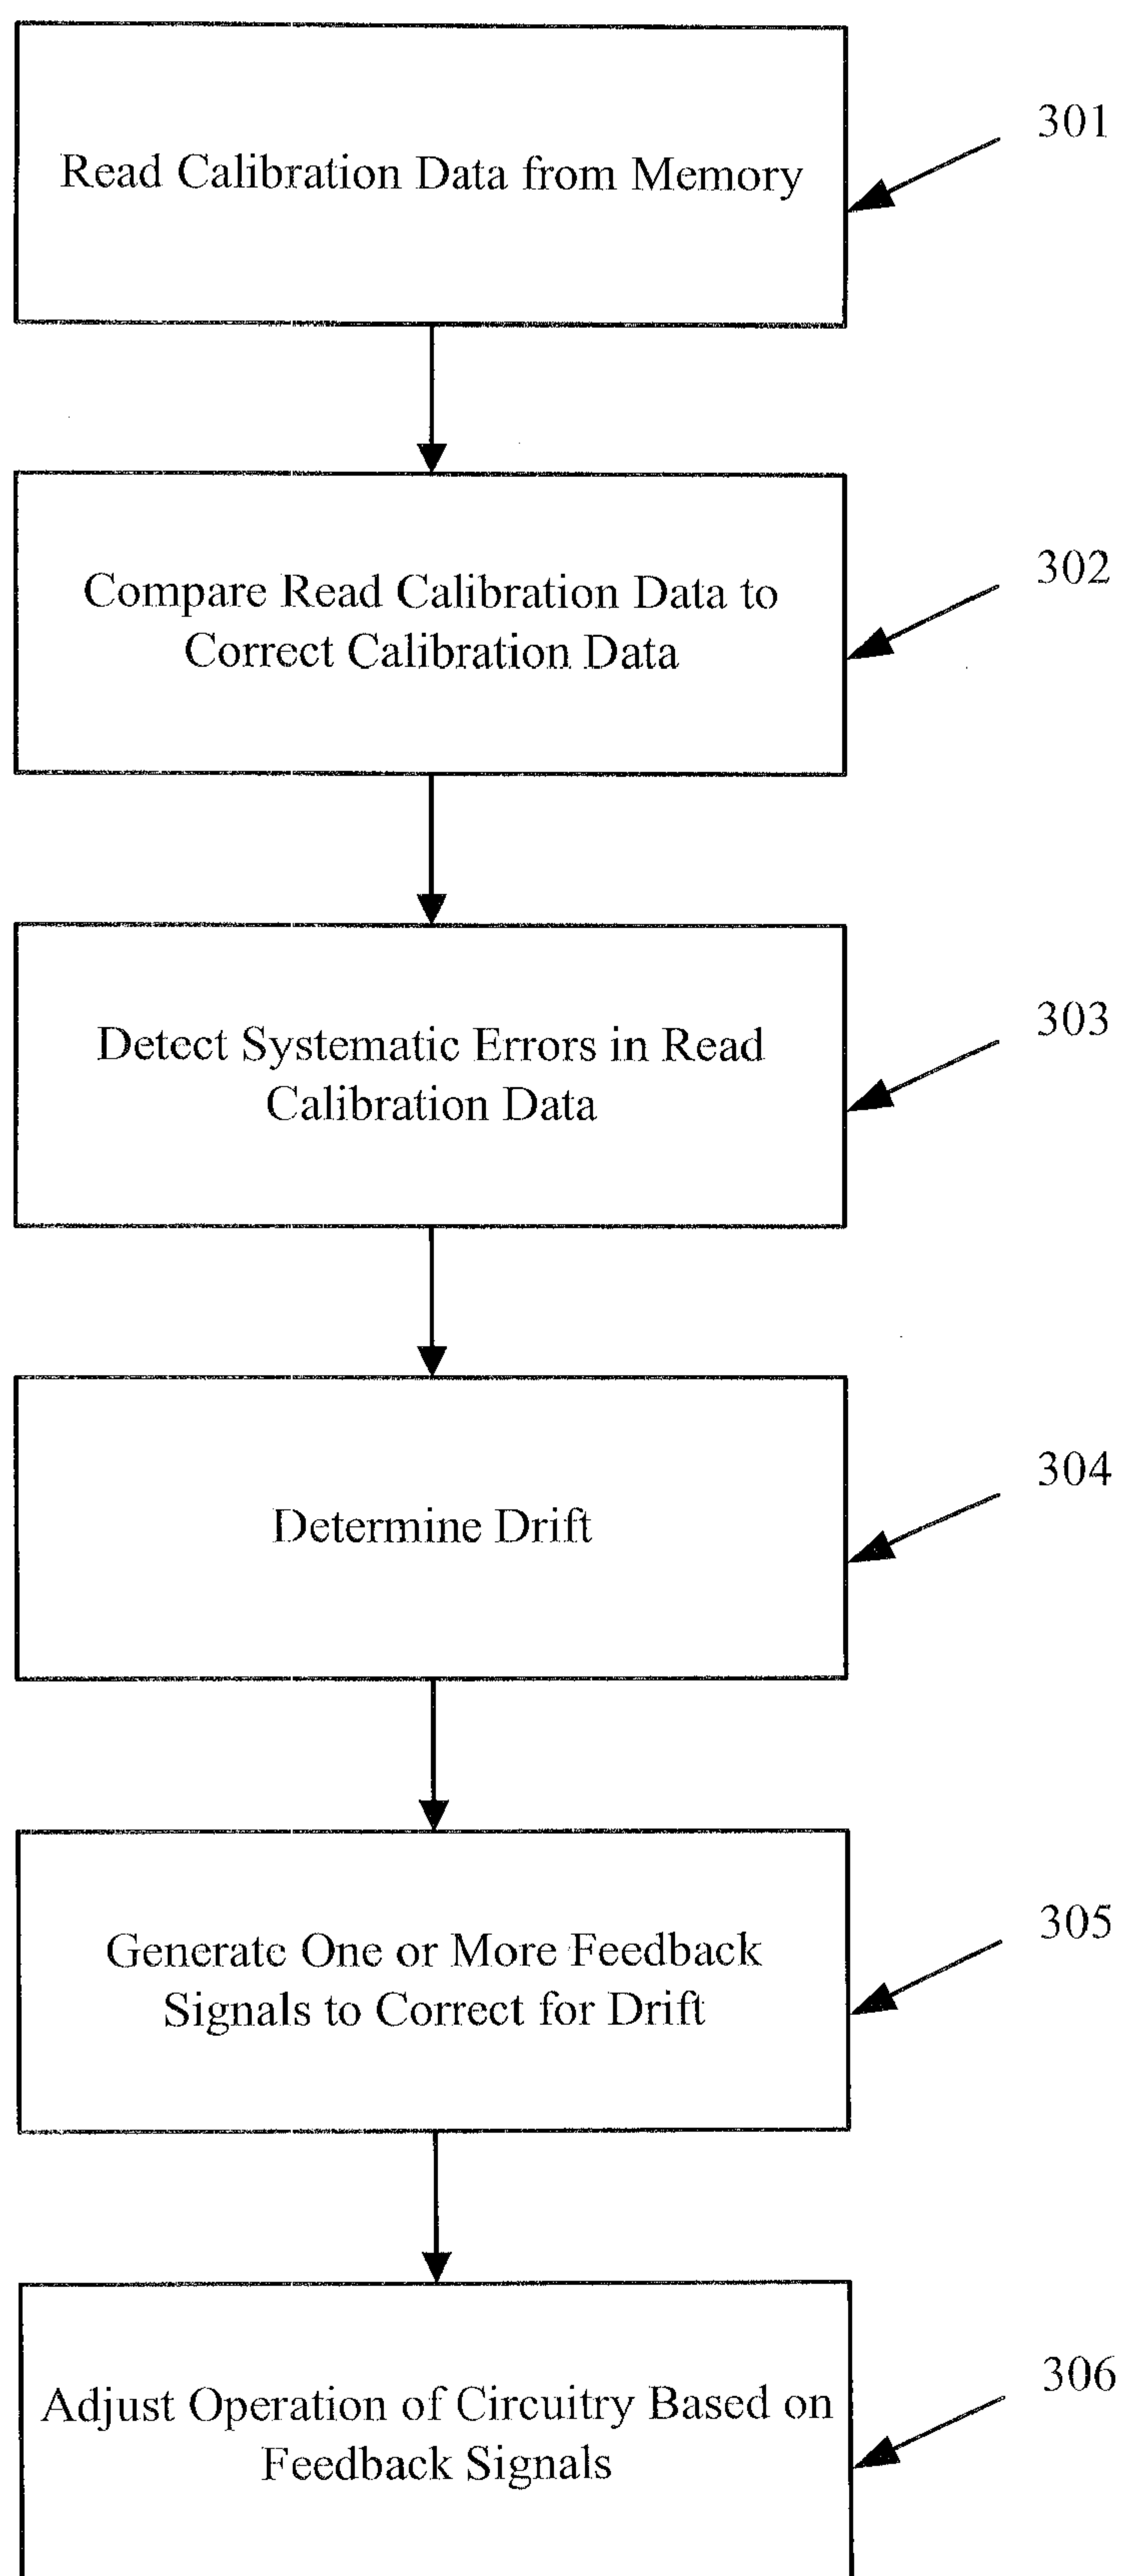 301
Read Calibration Data from Memory
302
Compare Read Calibration Data to
Correct Calibration Data
303
Detect Systematic Errors in Read
Calibration Data
304
Determine Drift
305
Generate One or More Feedback
Signals to Correct for Drift
306
Adjust Operation of Circuitry Based on
Feedback Signals